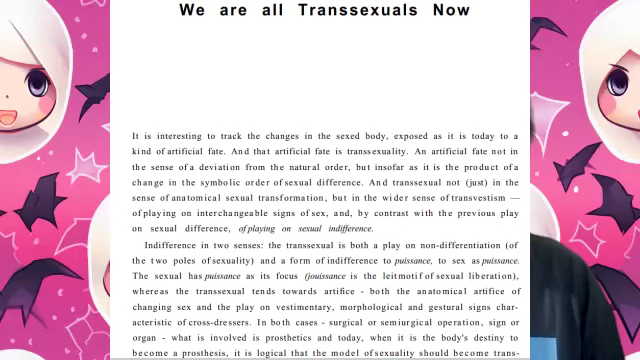 We are all Transsexuals Now
It is interesting to track the changes in the sexed body, exposed as it is today to a
kind of artificial fate. And that artificial fate is transsexuality. An artificial fate not in
the sense of a deviation from the natural order, but insofar as it is the product of a
change in the symbolic order of sexual difference. And transsexual not (just) in the
sense of anatomical sexual transformation, but in the wider sense of transvestism —
of playing on interchangeable signs of sex, and, by contrast with the previous play
on sexual difference, of playing on sexual indifference.
Indifference in two senses: the transsexual is both a play on non-differentiation (of
the two poles of sexuality) and a form of indifference to puissance, to sex as puissance.
The sexual has puissance as its focus (jouissance is the leitmotif of sexual liberation),
whereas the transsexual tends towards artifice - both the anatomical artifice of
changing sex and the play on vestimentary, morphological and gestural signs char-
acteristic of cross-dressers. In both cases - surgical or semiurgical operation, sign or
organ - what is involved is prosthetics and today, when it is the body's destiny to
become a prosthesis, it is logical that the model of sexuality should become trans-